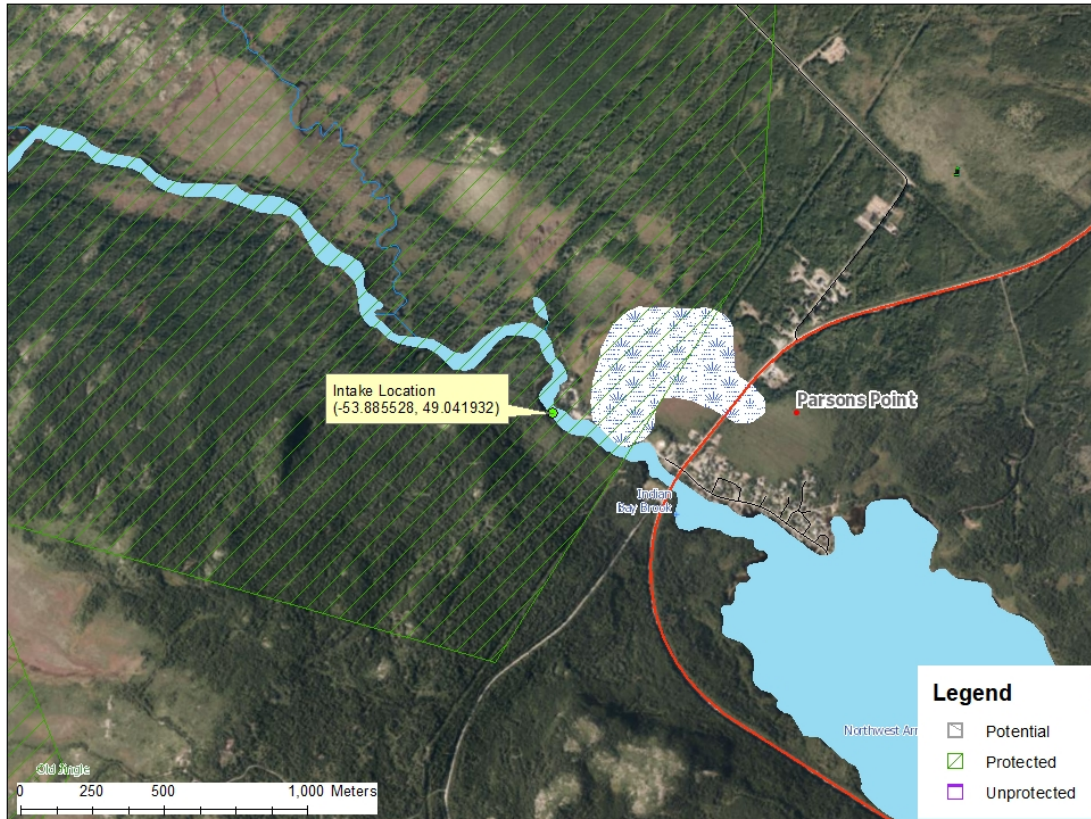 Intake Location
(-53.885528, 49.041932)
Parsons Point
Indian
Bay Brook
Legend
Northwest Arm
Potential
Protected
Unprotected
Old
0 250 500 1,000 Meters